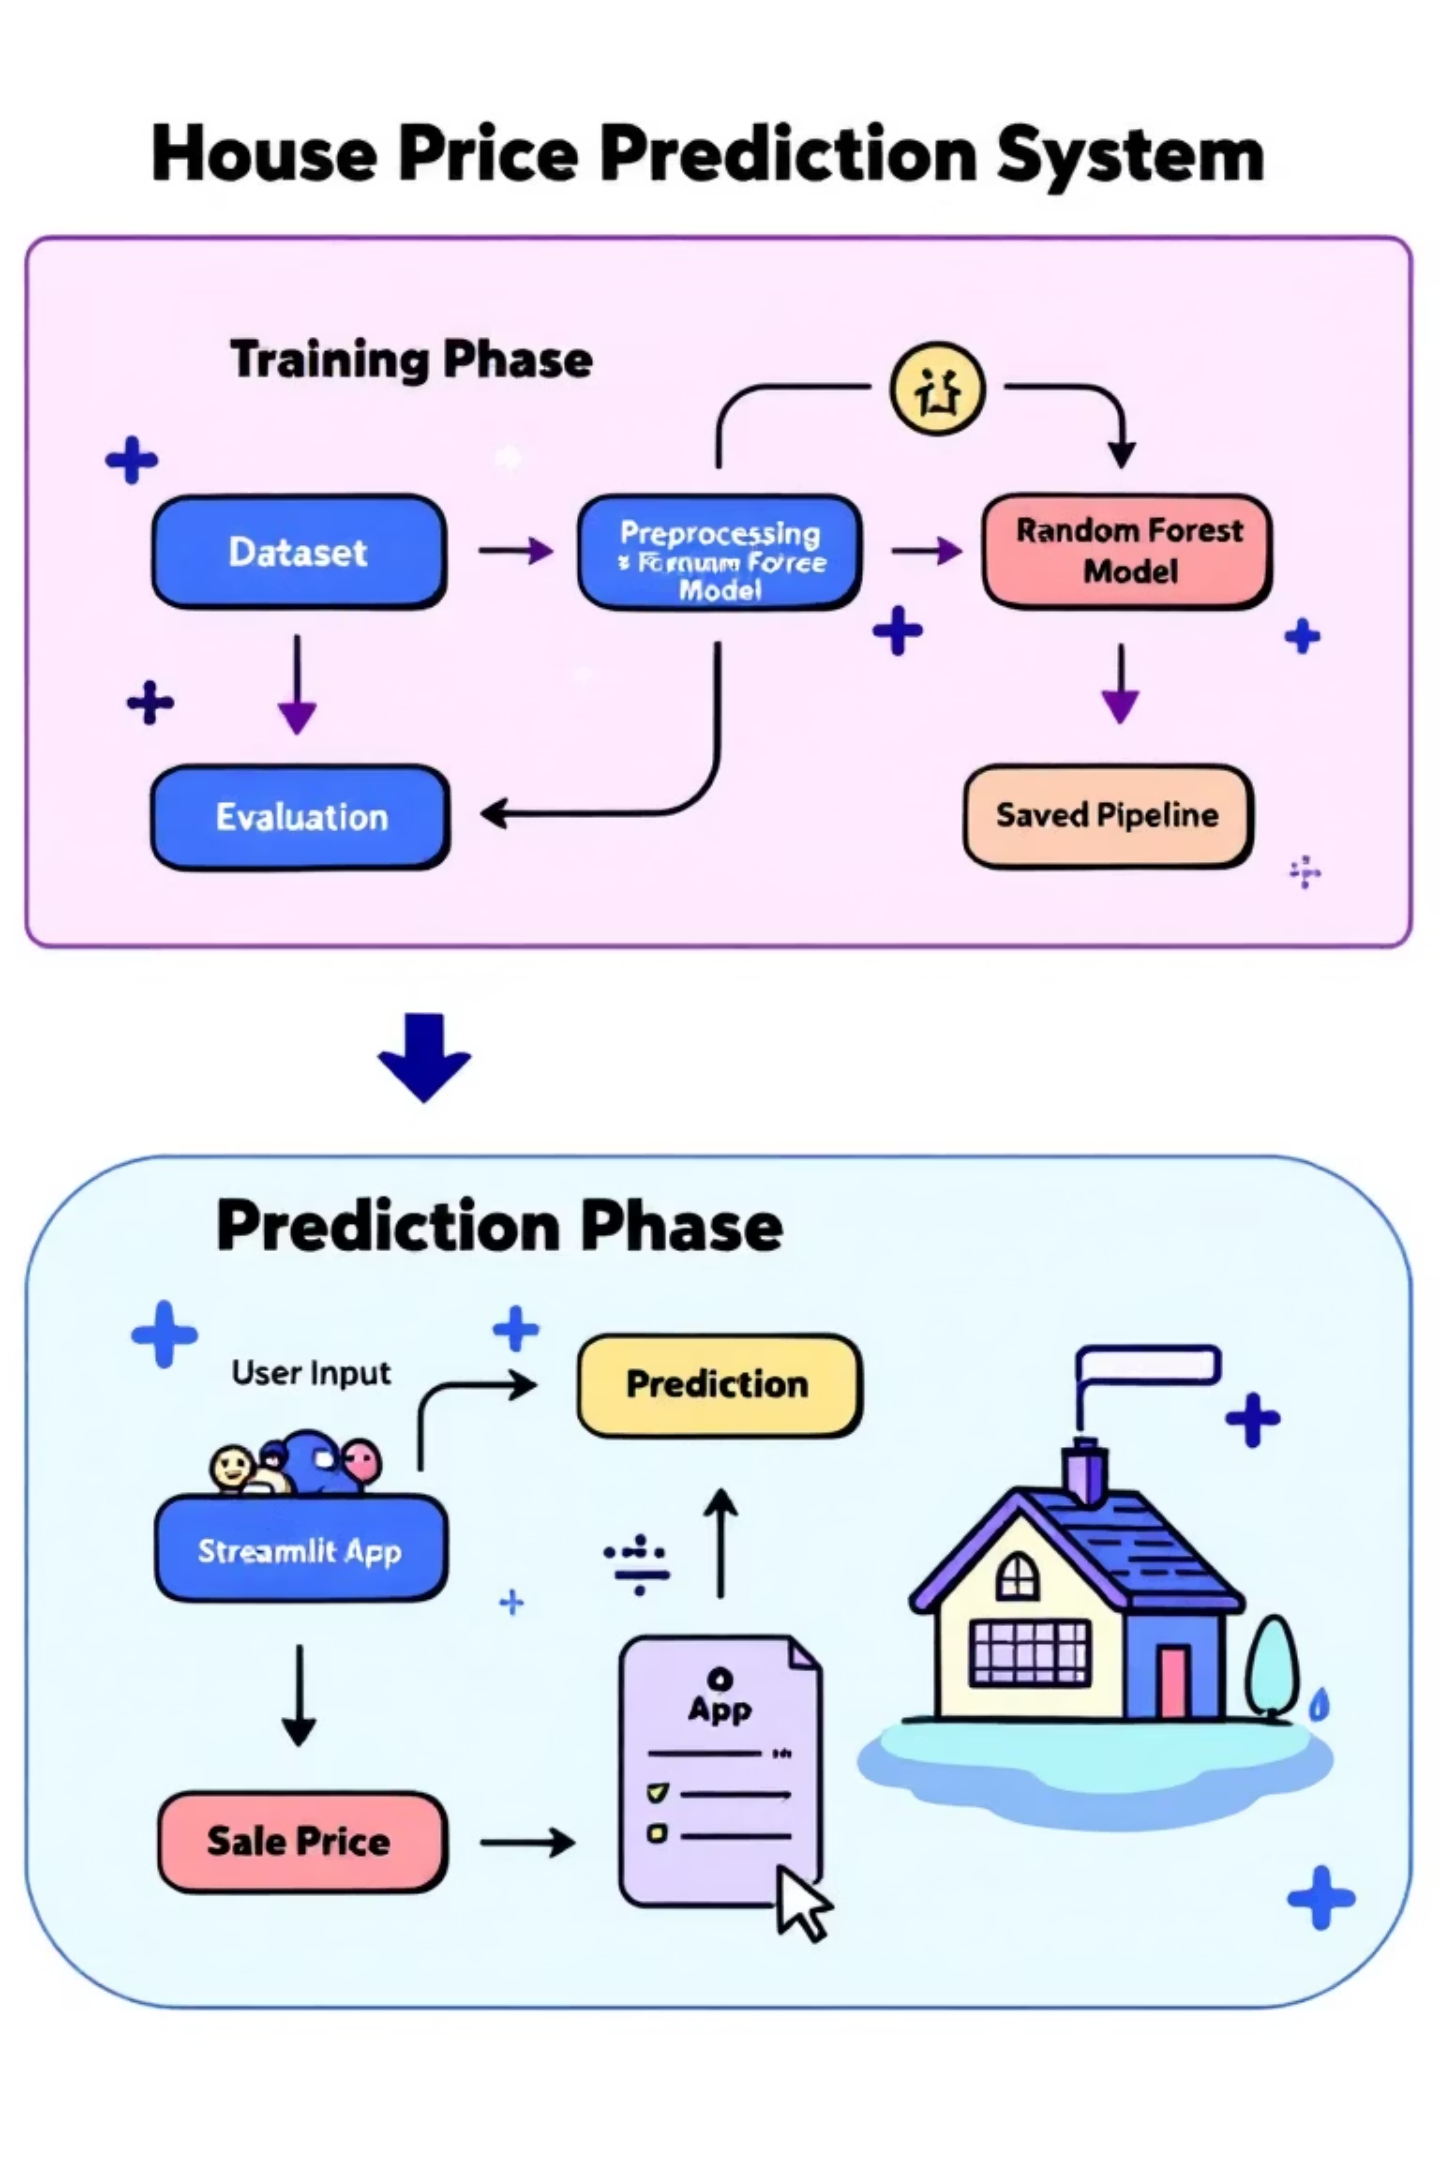 House Price Prediction System
Training Phase
Dataset
Preprocessing
Model
Random Forest
Model
Evaluation
Saved Pipeline
Prediction Phase
User Input
Prediction
Streamlit App
App
Sale Price